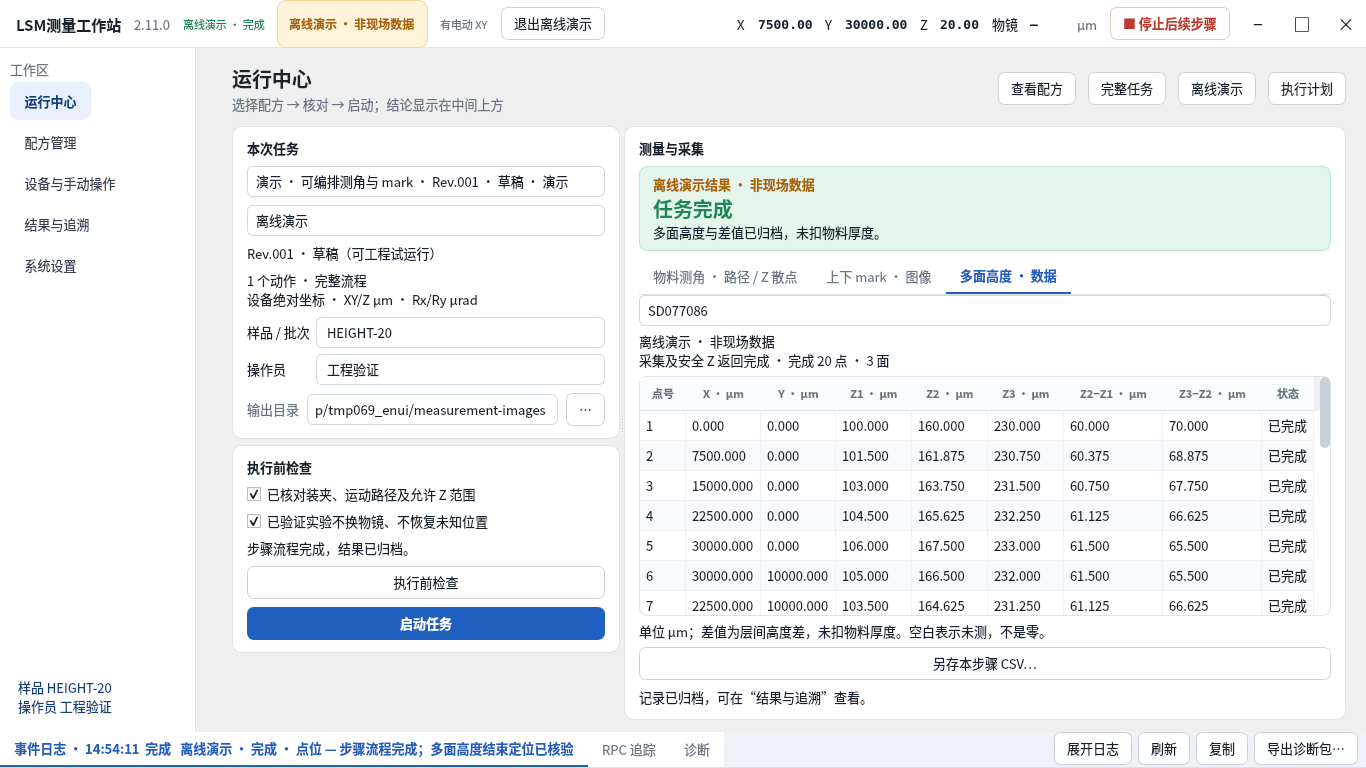 LSM测量工作站 2.11.0 离线演示 · 完成 离线演示 · 非现场数据 有电动 XY 退出离线演示 X 7500.00 Y 30000.00 Z 20.00 物镜 — μm 停止后续步骤
工作区
运行中心
配方管理
设备与手动操作
结果与追溯
系统设置
样品 HEIGHT-20
操作员 工程验证
运行中心
选择配方 → 核对 → 启动；结论显示在中间上方
查看配方 完整任务 离线演示 执行计划
本次任务
演示 · 可编排测角与 mark · Rev.001 · 草稿 · 演示
离线演示
Rev.001 · 草稿（可工程试运行）
1 个动作 · 完整流程
设备绝对坐标 · XY/Z μm · Rx/Ry μrad
样品 / 批次 HEIGHT-20
操作员 工程验证
输出目录 p/tmp069_enui/measurement-images ...
执行前检查
已核对装夹、运动路径及允许 Z 范围
已验证实验不换物镜、不恢复未知位置
步骤流程完成，结果已归档。
执行前检查
启动任务
测量与采集
离线演示结果 · 非现场数据
任务完成
多面高度与差值已归档，未扣物料厚度。
物料测角 · 路径 / Z 散点 上下 mark · 图像 多面高度 · 数据
SD077086
离线演示 · 非现场数据
采集及安全 Z 返回完成 · 完成 20 点 · 3 面
点号 X · μm Y · μm Z1 · μm Z2 · μm Z3 · μm Z2−Z1 · μm Z3−Z2 · μm 状态
1 0.000 0.000 100.000 160.000 230.000 60.000 70.000 已完成
2 7500.000 0.000 101.500 161.875 230.750 60.375 68.875 已完成
3 15000.000 0.000 103.000 163.750 231.500 60.750 67.750 已完成
4 22500.000 0.000 104.500 165.625 232.250 61.125 66.625 已完成
5 30000.000 0.000 106.000 167.500 233.000 61.500 65.500 已完成
6 30000.000 10000.000 105.000 166.500 232.000 61.500 65.500 已完成
7 22500.000 10000.000 103.500 164.625 231.250 61.125 66.625 已完成
单位 μm；差值为层间高度差，未扣物料厚度。空白表示未测，不是零。
另存本步骤 CSV…
记录已归档，可在“结果与追溯”查看。
事件日志 · 14:54:11 完成 离线演示 · 完成 · 点位 — 步骤流程完成；多面高度结束定位已核验 RPC 追踪 诊断 展开日志 刷新 复制 导出诊断包…